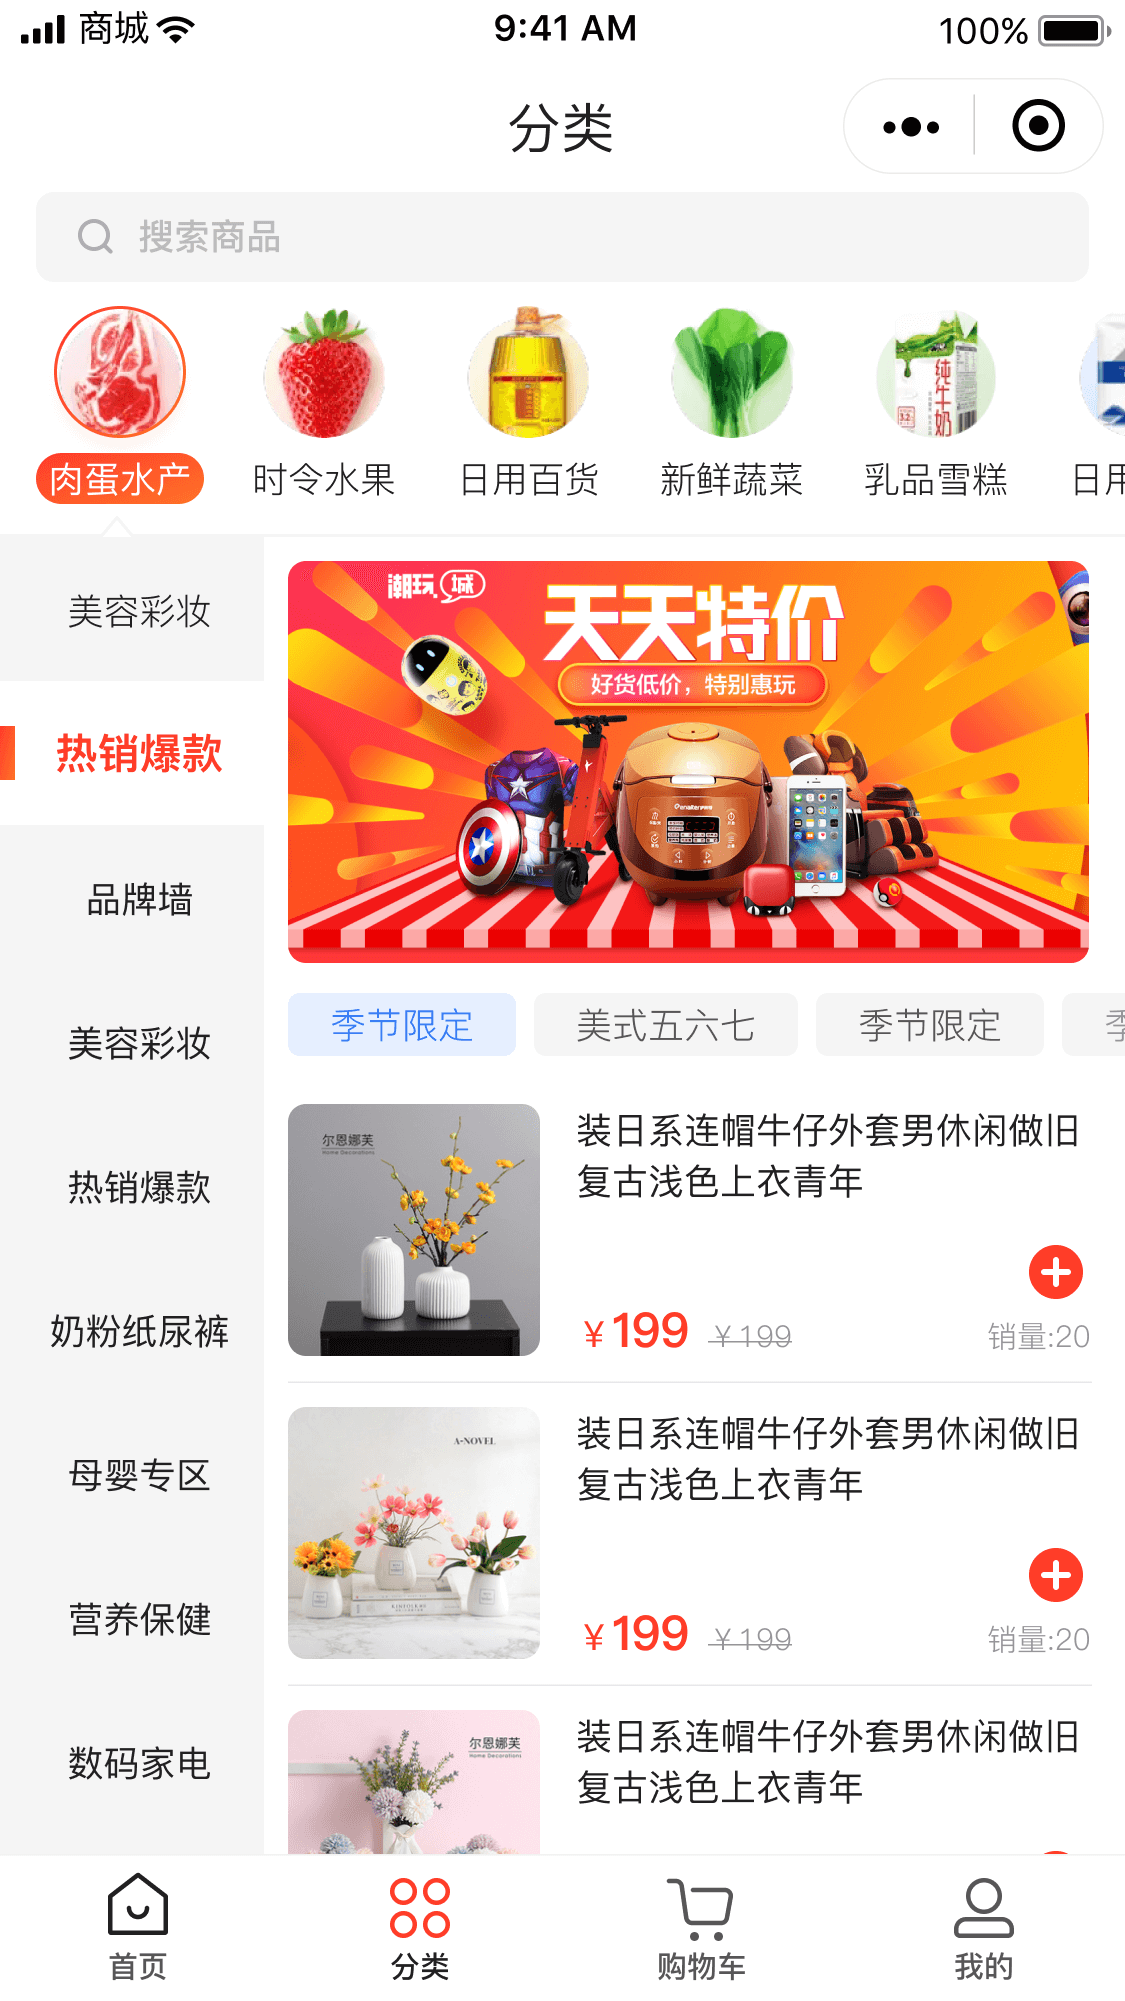 商城
9:41 AM
100%
分类
搜索商品
纯牛奶
3.2
肉蛋水产
时令水果
日用百货
新鲜蔬菜
乳品雪糕
日用
美容彩妆
热销爆款
品牌墙
美容彩妆
热销爆款
奶粉纸尿裤
母婴专区
营养保健
数码家电
潮玩城
天天特价
好货低价，特别惠玩
季节限定
美式五六七
季节限定
季
尔恩娜芙
Home Decorations
装日系连帽牛仔外套男休闲做旧
复古浅色上衣青年
¥199
¥199
销量:20
A-NOVEL
KINFOLK
装日系连帽牛仔外套男休闲做旧
复古浅色上衣青年
¥199
¥199
销量:20
尔恩娜芙
Home Decorations
装日系连帽牛仔外套男休闲做旧
复古浅色上衣青年
首页
分类
购物车
我的